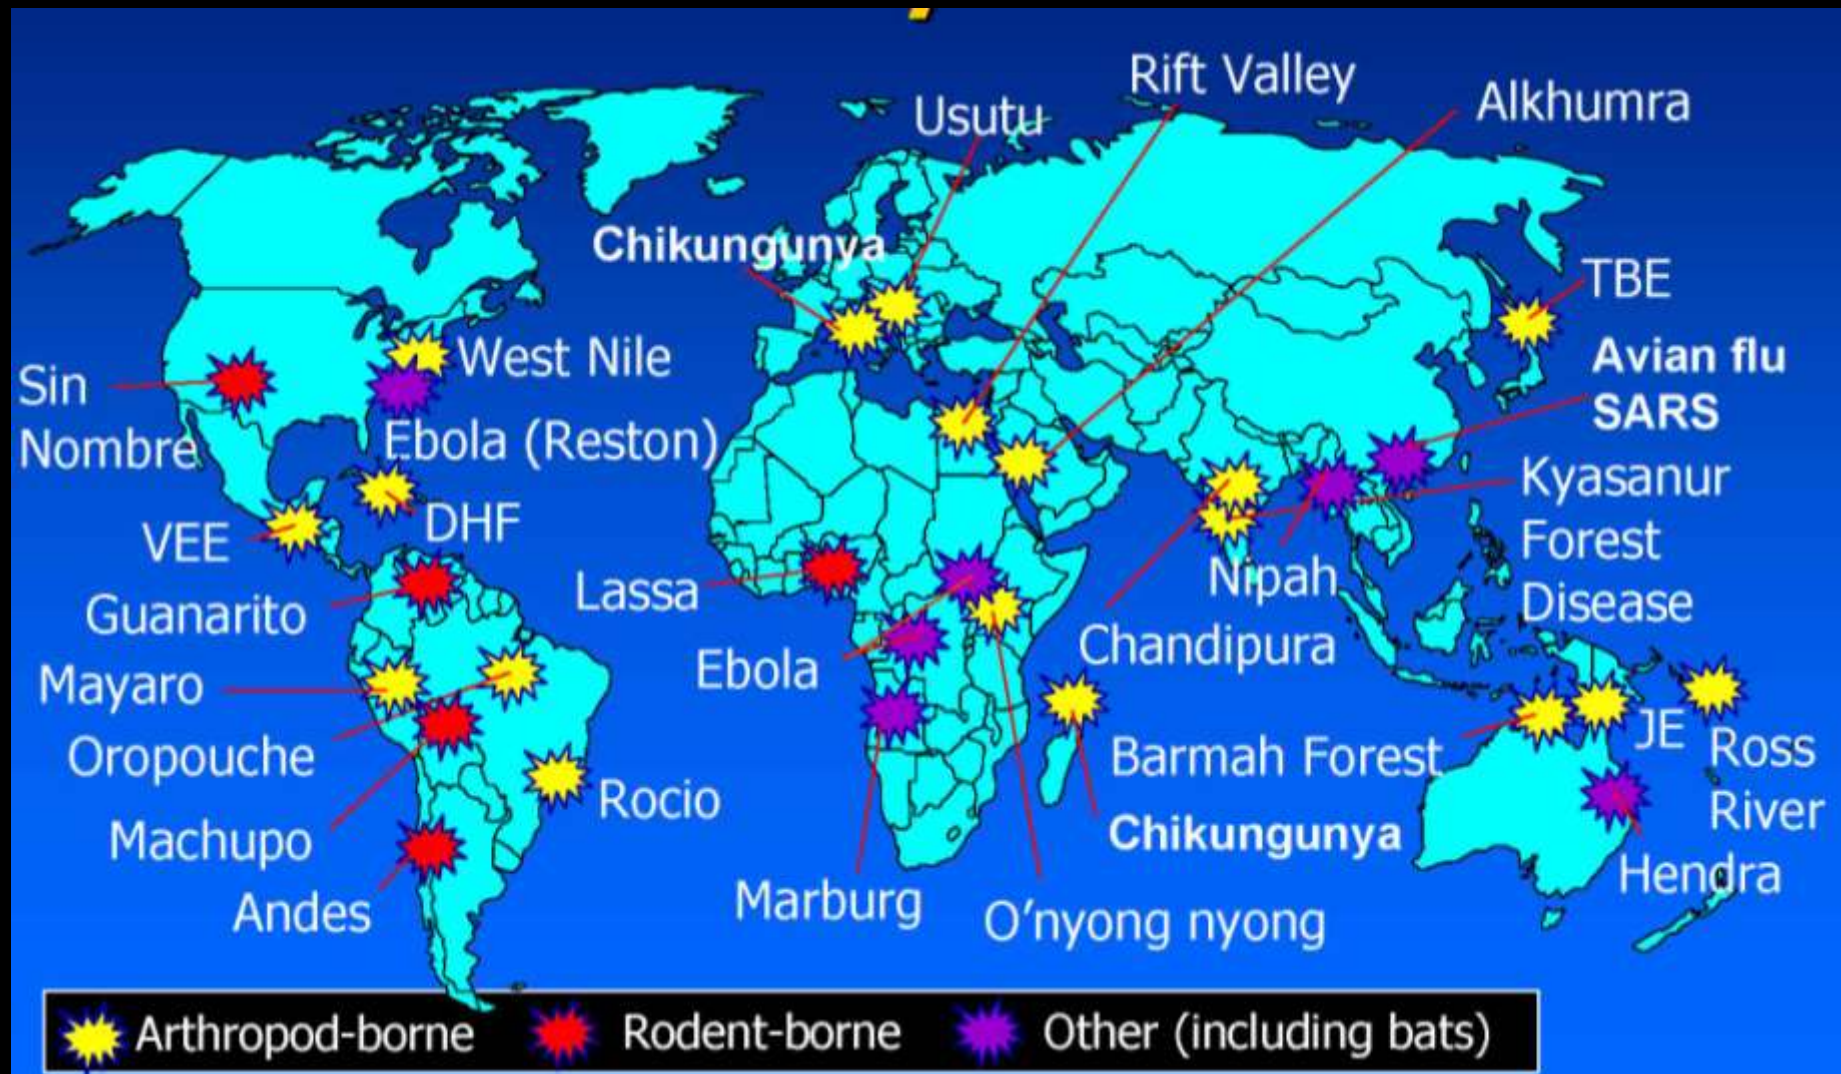 Rift Valley
Alkhumra
Usutu
Chikungunya
TBE
West Nile
Avian flu
SARS
Sin
Nombre
Ebola (Reston)
Kyasanur
Forest
Disease
VEE
DHF
Lassa
Nipah
Guanarito
Chandipura
Ebola
Mayaro
Oropouche
Barmah Forest
JE
Ross
River
Rocio
Machupo
Chikungunya
Hendra
Andes
Marburg
O'nyong nyong
Arthropod-borne
Rodent-borne
Other (including bats)